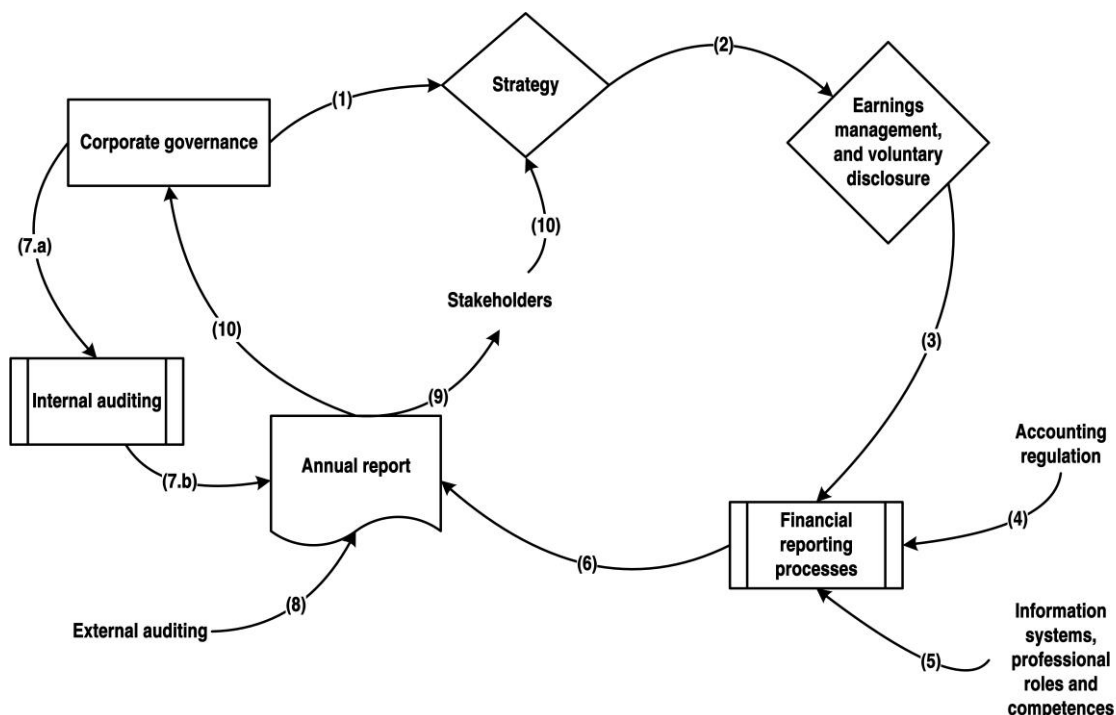 (2)
Strategy
(1)
Earnings
management,
and voluntary
disclosure
Corporate governance
(10)
(7.a)
Stakeholders
(10)
(3)
(9)
Internal auditing
Accounting
regulation
Annual report
(7.b)
(4)
Financial
reporting
processes
(6)
(8)
External auditing
Information
systems,
professional
roles and
competences
(5)